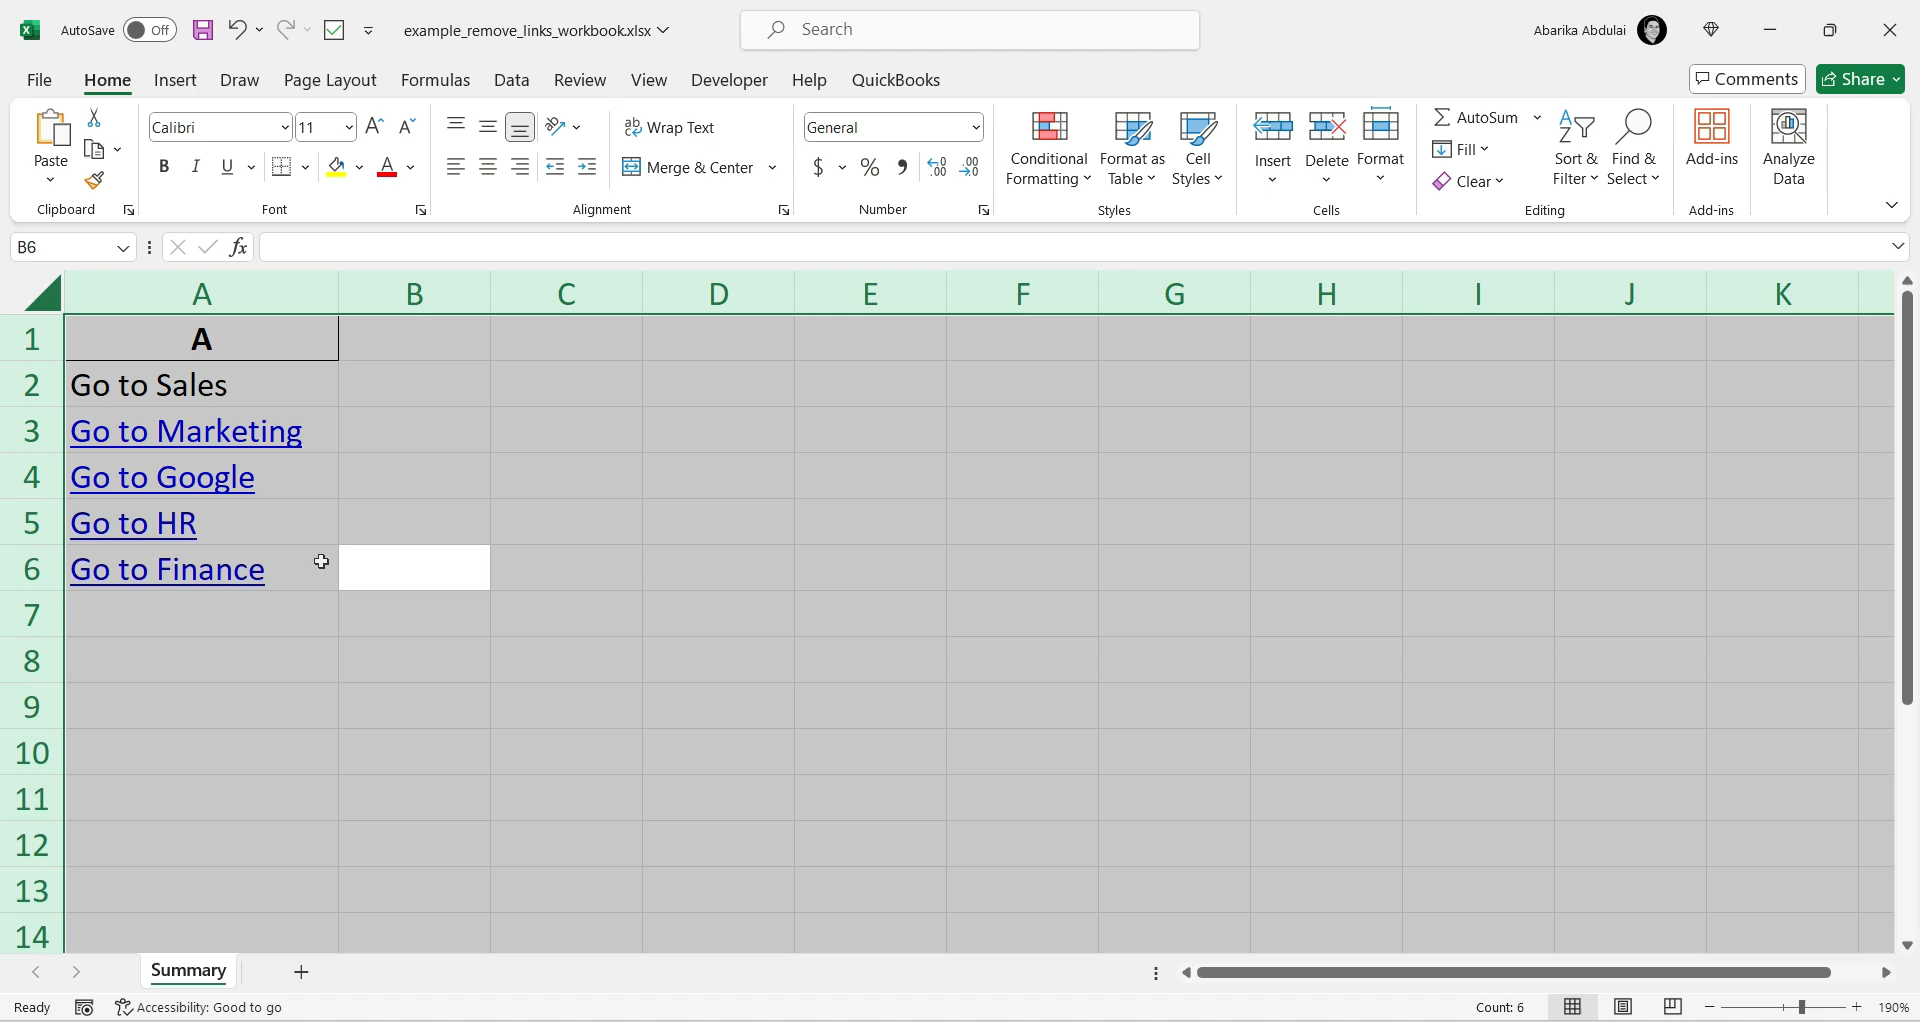 AutoSave Off example_remove_links_workbook.xlsx Search Abarika Abdulai
File Home Insert Draw Page Layout Formulas Data Review View Developer Help QuickBooks Comments Share
Paste
Clipboard
Calibri 11
B I U A
Font
Wrap Text
Merge & Center
Alignment
General
$ % ,
Number
Conditional Formatting
Format as Table
Cell Styles
Styles
Insert Delete Format
Cells
AutoSum
Fill
Clear
Sort & Filter
Find & Select
Editing
Add-ins
Add-ins
Analyze Data
B6 fx
A B C D E F G H I J K
1 A
2 Go to Sales
3 Go to Marketing
4 Go to Google
5 Go to HR
6 Go to Finance
7
8
9
10
11
12
13
14
Summary
Ready Accessibility: Good to go Count: 6 190%